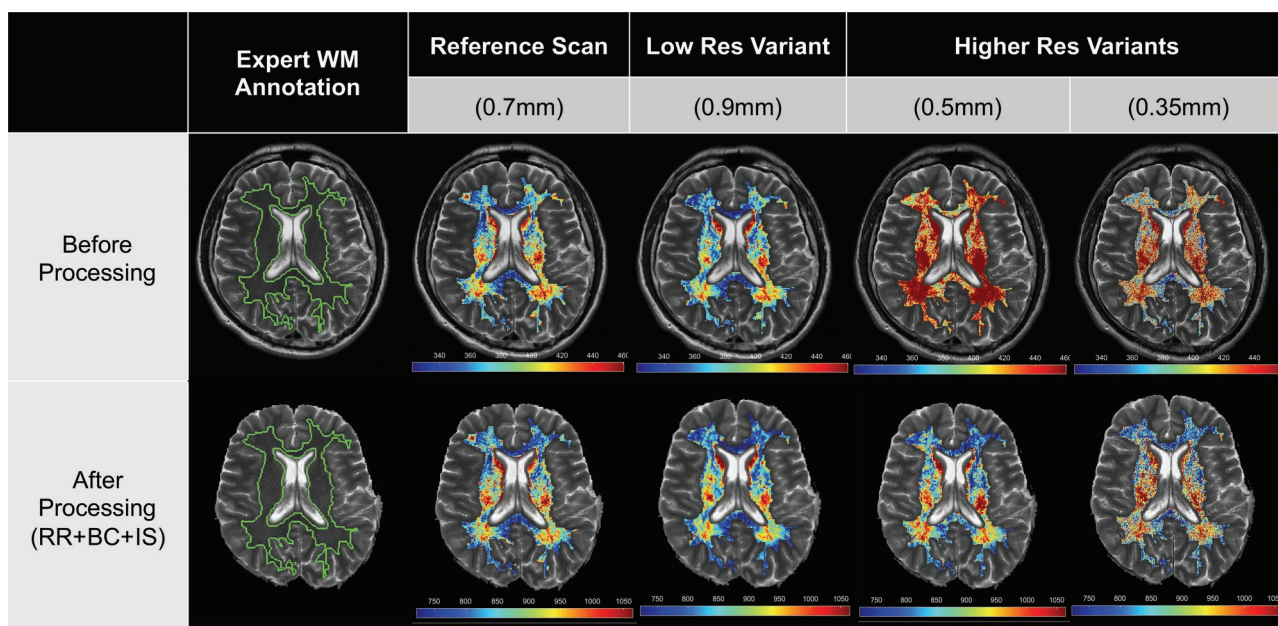 Expert WM
Annotation
Reference Scan
Low Res Variant
Higher Res Variants
(0.7mm)
(0.9mm)
(0.5mm)
(0.35mm)
Before
Processing
340 360 380 400 420 440 460
340 360 380 400 420 440 460
340 360 380 400 420 440 460
340 360 380 400 420 440
After
Processing
(RR+BC+IS)
750 800 850 900 950 1000 1050
750 800 850 900 950 1000 1050
750 800 850 900 950 1000 1050
750 800 850 900 950 1000 1050